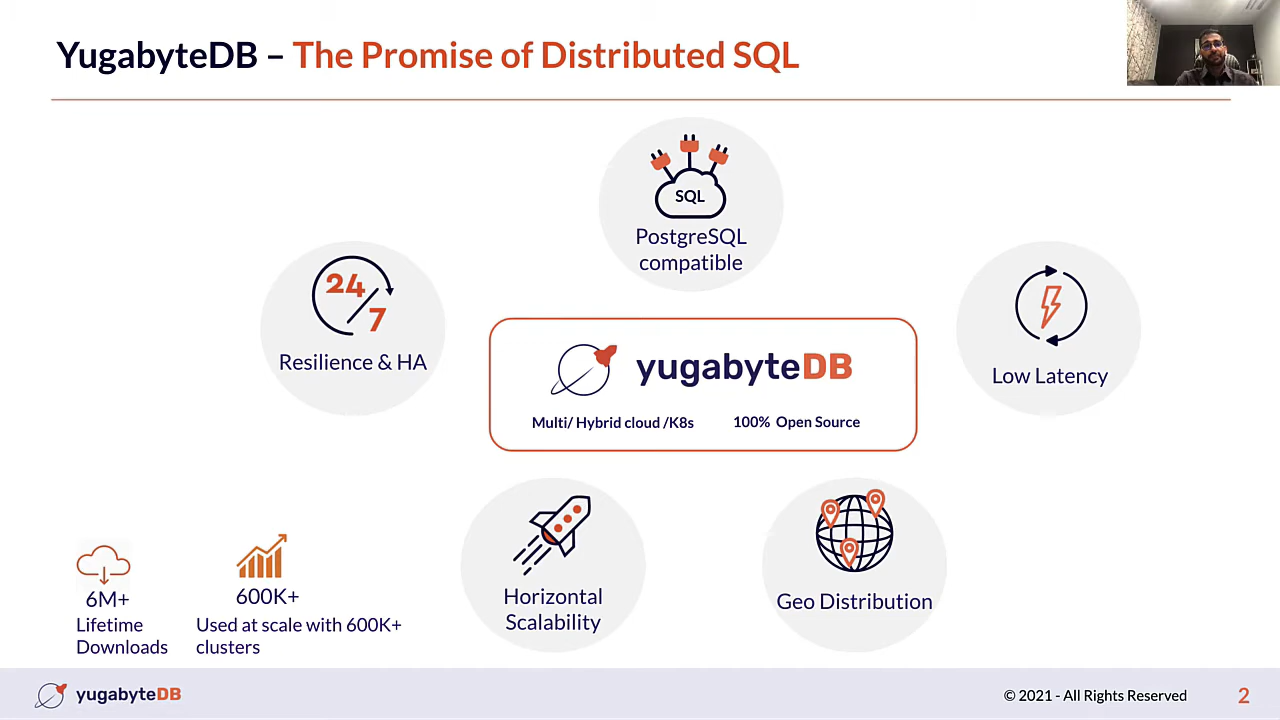 YugabyteDB – The Promise of Distributed SQL
SQL
PostgreSQL
compatible
24
7
Resilience & HA
Low Latency
yugabyteDB
Multi/ Hybrid cloud /K8s
100% Open Source
Horizontal
Scalability
Geo Distribution
6M+
Lifetime
Downloads
600K+
Used at scale with 600K+
clusters
yugabyteDB
© 2021 - All Rights Reserved
2